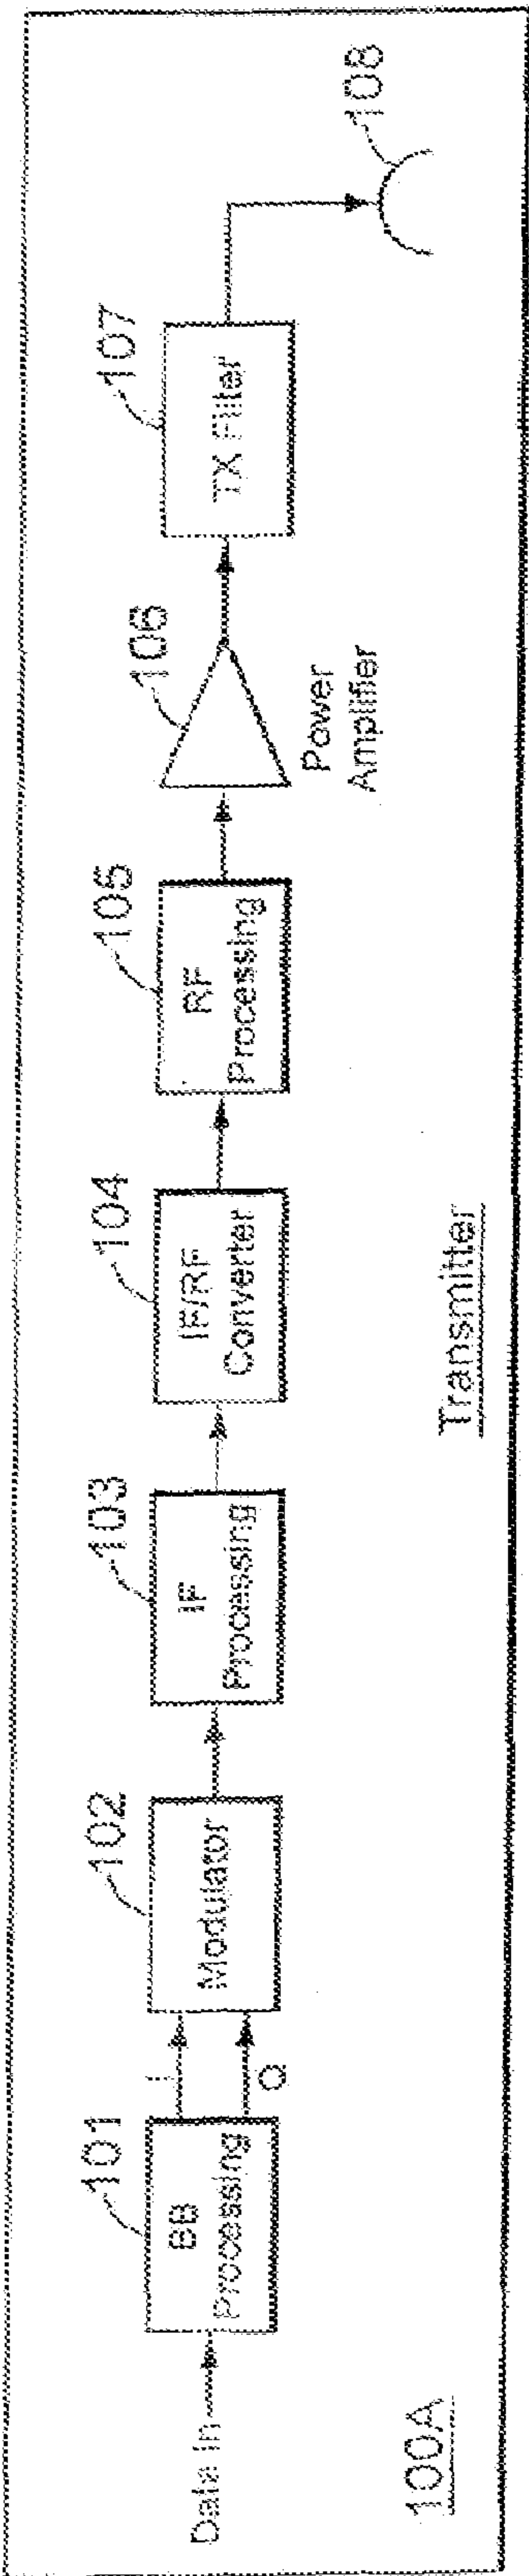 Data In
101
BB
Processing
I
Q
102
Modulator
103
IF
Processing
104
IF/RF
Converter
105
RF
Processing
106
Power
Amplifier
107
TX Filter
108
100A
Transmitter